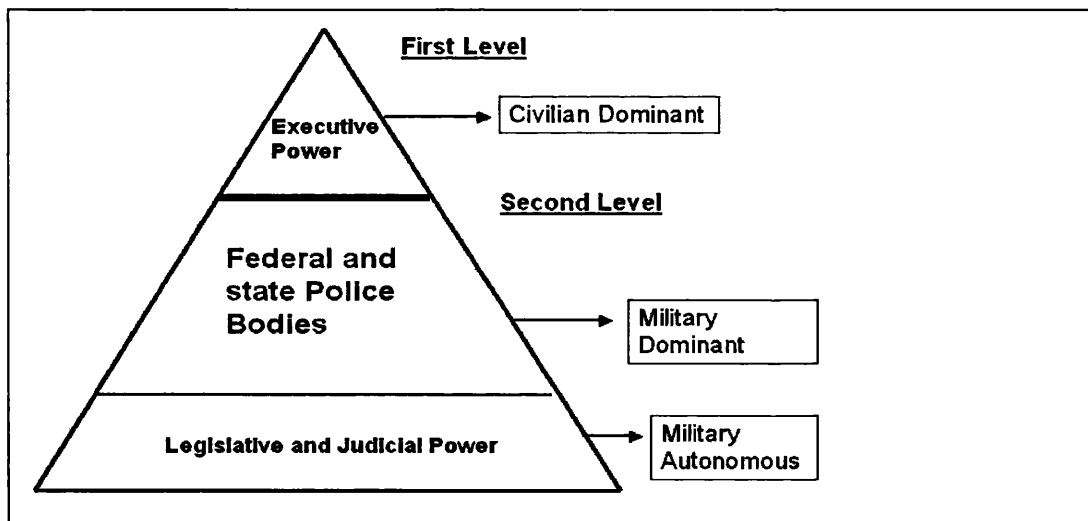 First Level
Civilian Dominant
Executive
Power
Second Level
Federal and
state Police
Bodies
Military
Dominant
Legislative and Judicial Power
Military
Autonomous